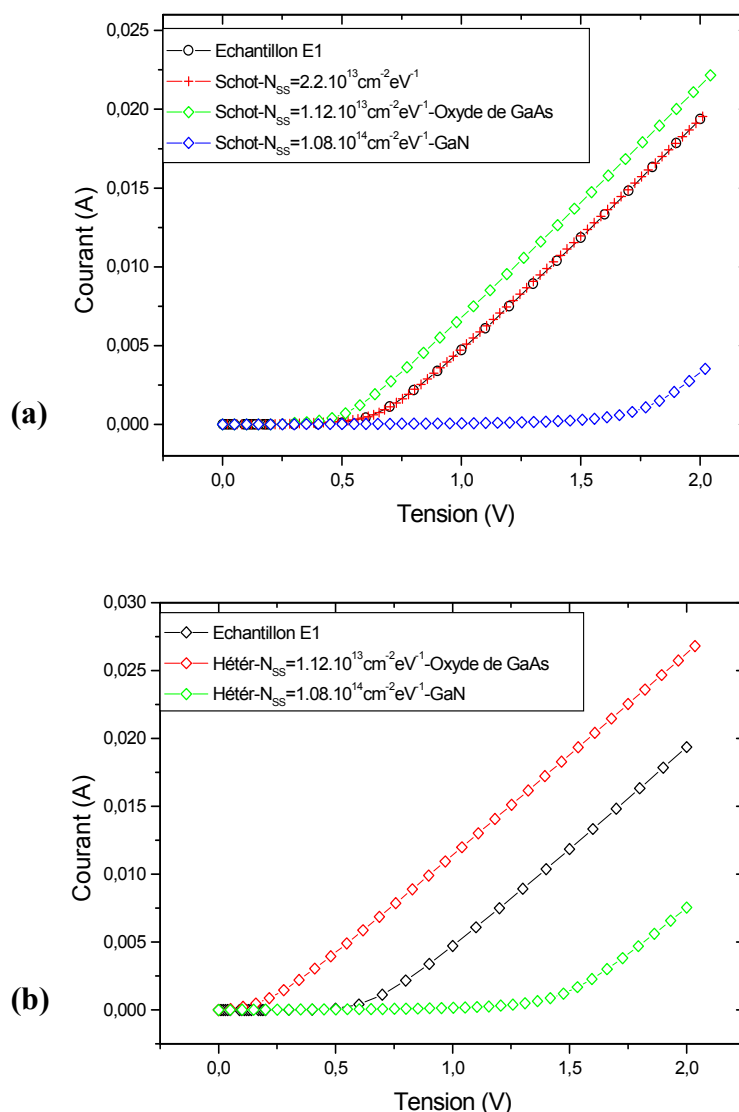 0,025
0,020
0,015
0,010
0,005
0,000
Courant (A)
Echantillon E1
Schot-N_SS=2.2.10^13cm^-2eV^-1
Schot-N_SS=1.12.10^13cm^-2eV^-1-Oxyde de GaAs
Schot-N_SS=1.08.10^14cm^-2eV^-1-GaN
(a)
0,0 0,5 1,0 1,5 2,0
Tension (V)
0,030
0,025
0,020
0,015
0,010
0,005
0,000
Courant (A)
Echantillon E1
Hétér-N_SS=1.12.10^13cm^-2eV^-1-Oxyde de GaAs
Hétér-N_SS=1.08.10^14cm^-2eV^-1-GaN
(b)
0,0 0,5 1,0 1,5 2,0
Tension (V)